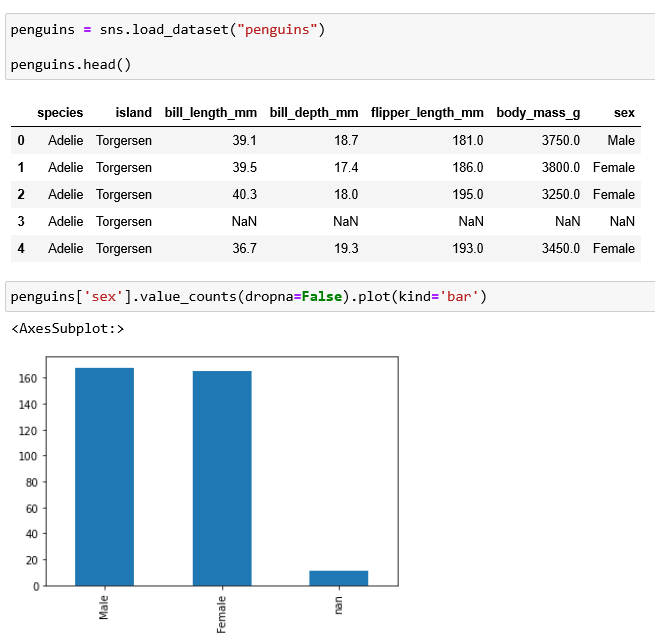 penguins = sns.load_dataset("penguins")
penguins.head()
species island bill_length_mm bill_depth_mm flipper_length_mm body_mass_g sex
0 Adelie Torgersen 39.1 18.7 181.0 3750.0 Male
1 Adelie Torgersen 39.5 17.4 186.0 3800.0 Female
2 Adelie Torgersen 40.3 18.0 195.0 3250.0 Female
3 Adelie Torgersen NaN NaN NaN NaN NaN
4 Adelie Torgersen 36.7 19.3 193.0 3450.0 Female
penguins['sex'].value_counts(dropna=False).plot(kind='bar')
<AxesSubplot:>
160
140
120
100
80
60
40
20
0
Male
Female
nan